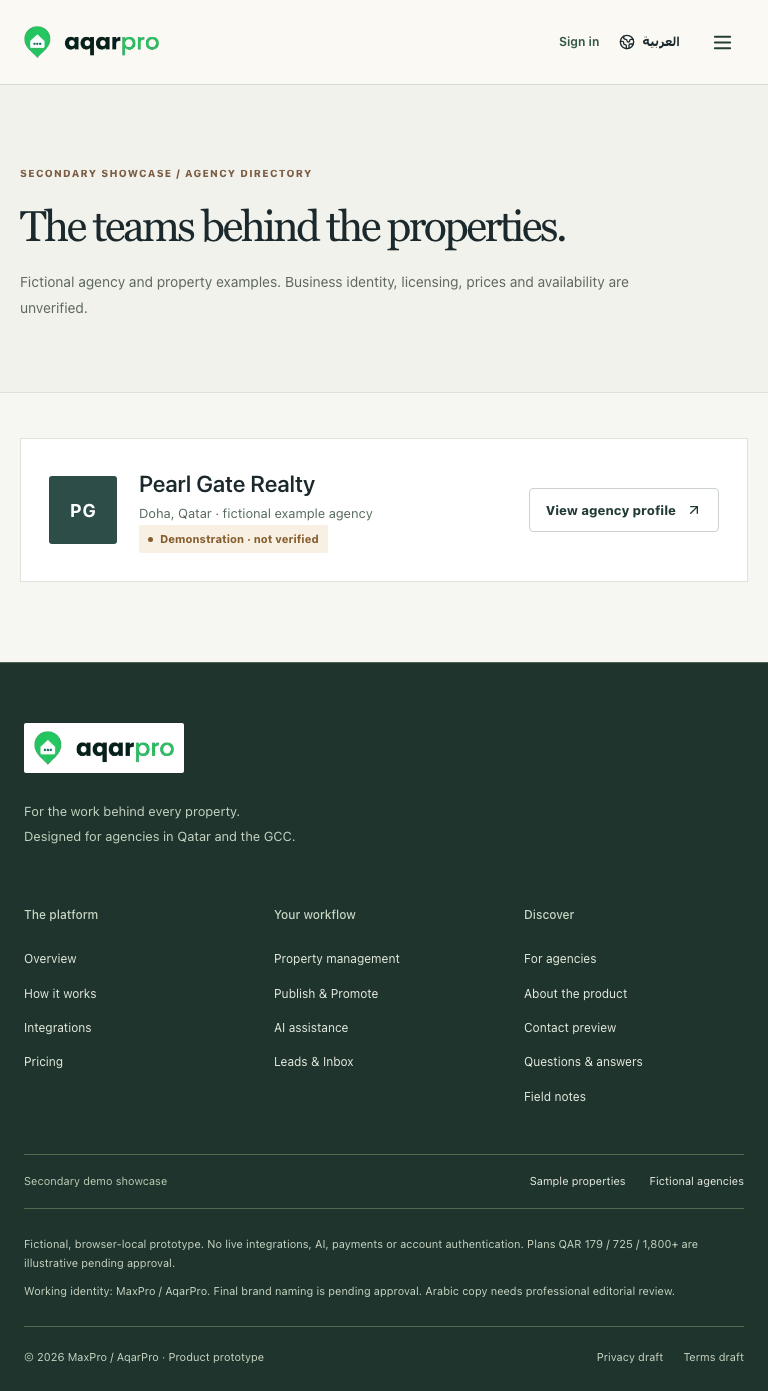 aqarpro
Sign in
العربية
SECONDARY SHOWCASE / AGENCY DIRECTORY
The teams behind the properties.
Fictional agency and property examples. Business identity, licensing, prices and availability are
unverified.
PG
Pearl Gate Realty
Doha, Qatar · fictional example agency
Demonstration · not verified
View agency profile
aqarpro
For the work behind every property.
Designed for agencies in Qatar and the GCC.
The platform
Overview
How it works
Integrations
Pricing
Your workflow
Property management
Publish & Promote
AI assistance
Leads & Inbox
Discover
For agencies
About the product
Contact preview
Questions & answers
Field notes
Secondary demo showcase
Sample properties
Fictional agencies
Fictional, browser-local prototype. No live integrations, AI, payments or account authentication. Plans QAR 179 / 725 / 1,800+ are
illustrative pending approval.
Working identity: MaxPro / AqarPro. Final brand naming is pending approval. Arabic copy needs professional editorial review.
© 2026 MaxPro / AqarPro · Product prototype
Privacy draft
Terms draft